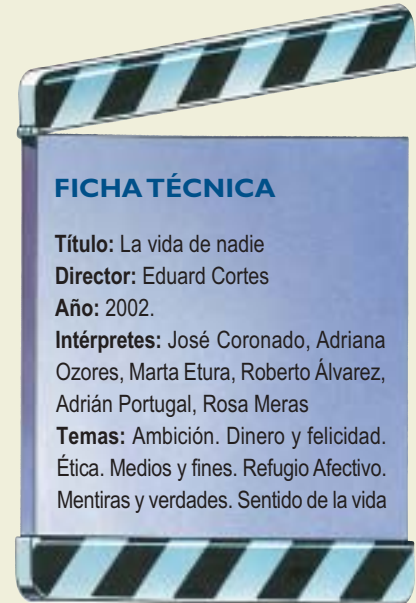 FICHA TÉCNICA
Título: La vida de nadie
Director: Eduard Cortes
Año: 2002.
Intérpretes: José Coronado, Adriana
Ozores, Marta Etura, Roberto Álvarez,
Adrián Portugal, Rosa Meras
Temas: Ambición. Dinero y felicidad.
Ética. Medios y fines. Refugio Afectivo.
Mentiras y verdades. Sentido de la vida